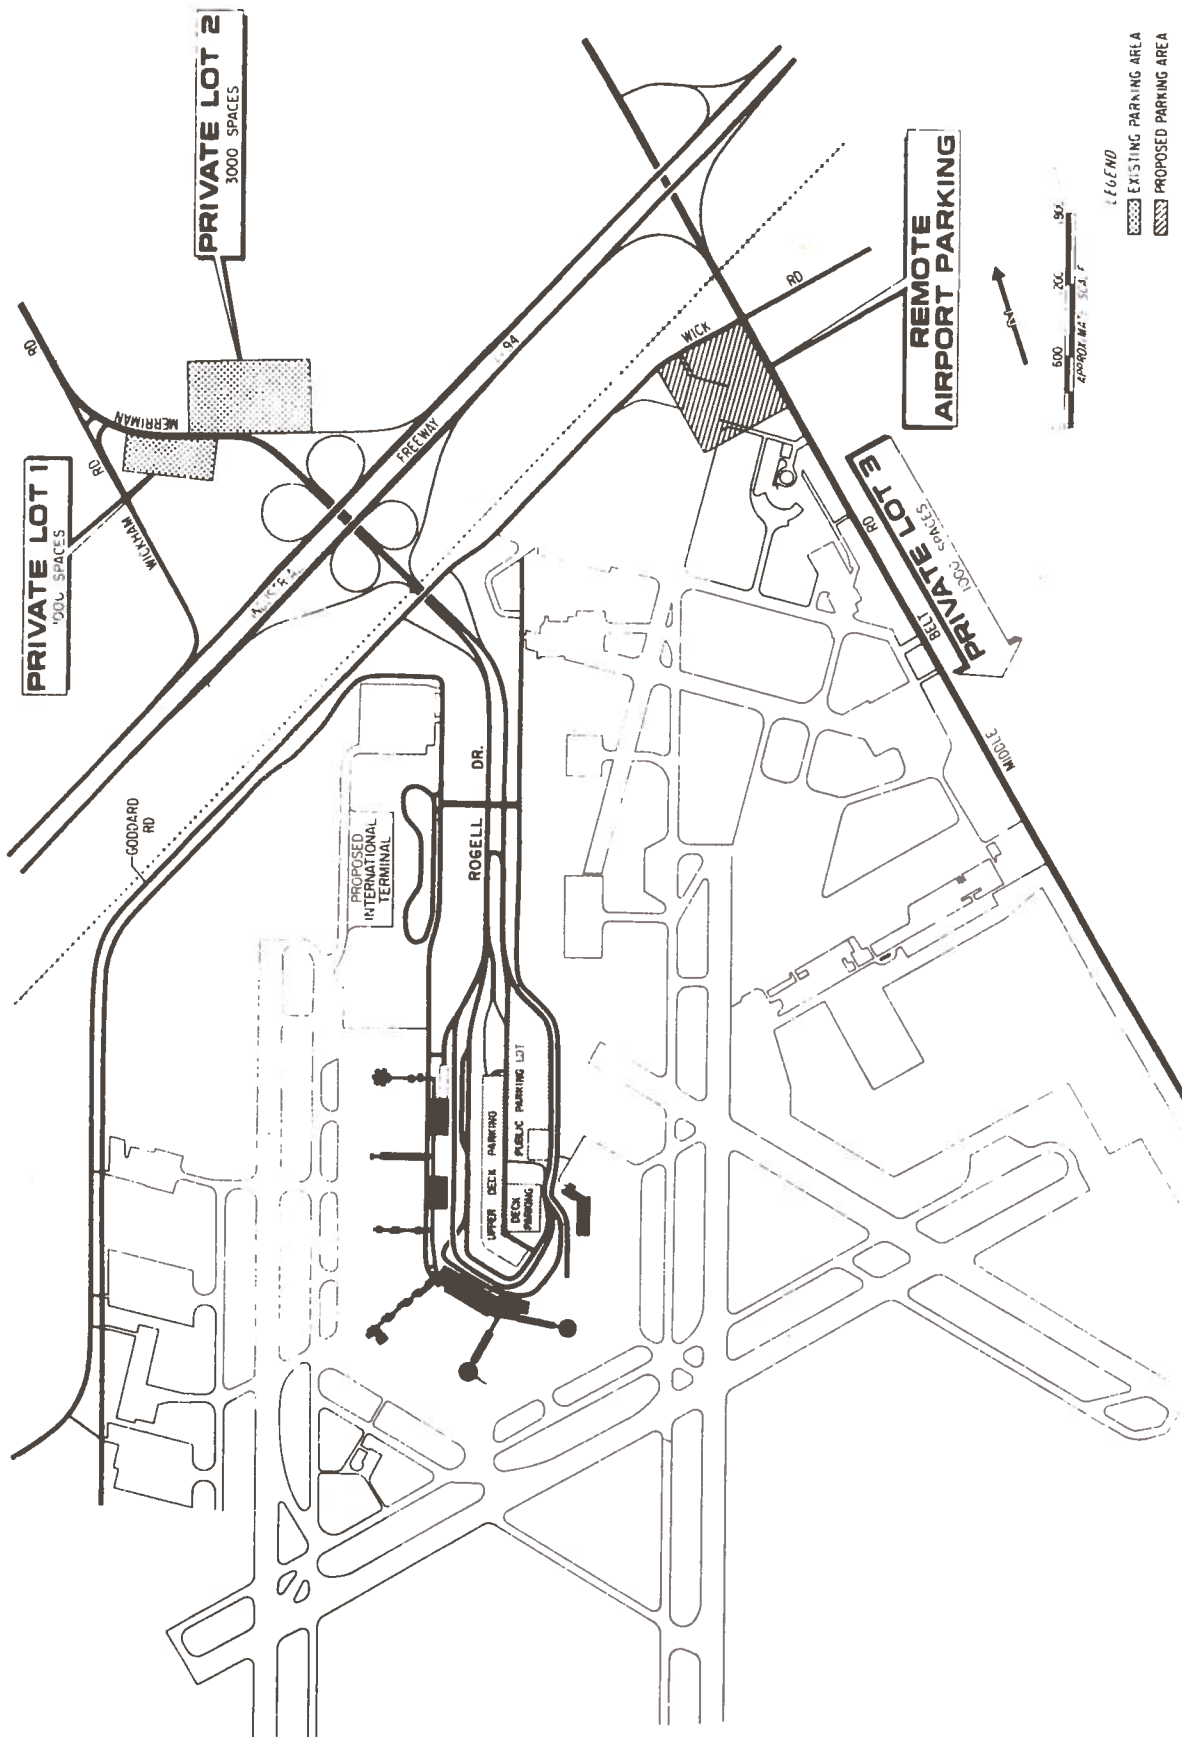 PRIVATE LOT 2
3000 SPACES
PRIVATE LOT 1
1000 SPACES
RD
MERRIMAN
RD
WICKHAM
FREEWAY
94
GODDARD
RD
PROPOSED
INTERNATIONAL
TERMINAL
ROGELL DR.
UPPER DECK PARKING
PUBLIC PARKING LOT
DECK
PARKING
WICK
RD
REMOTE
AIRPORT PARKING
PRIVATE LOT 3
1000 SPACES
MIDDLE
BELT
RD
600
200
APPROXIMATE SCALE
LEGEND
EXISTING PARKING AREA
PROPOSED PARKING AREA